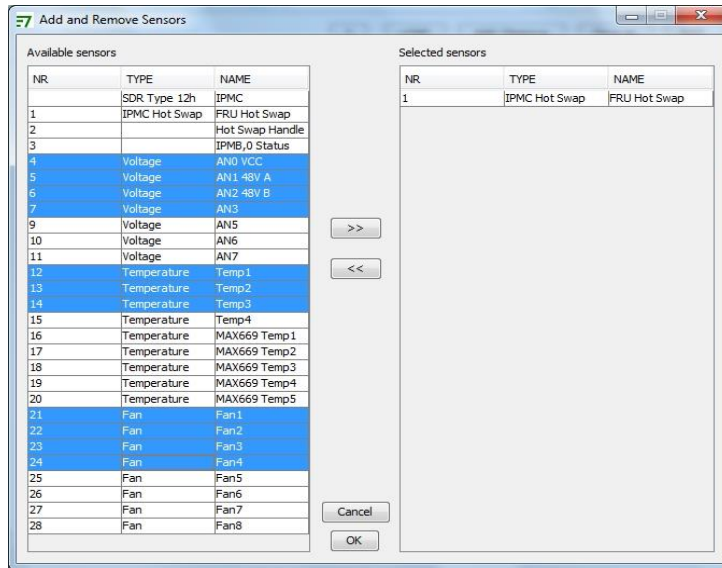 Add and Remove Sensors
Available sensors
NR TYPE NAME
SDR Type 12h IPMC
1 IPMC Hot Swap FRU Hot Swap
2 Hot Swap Handle
3 IPMB,0 Status
4 Voltage AN0 VCC
5 Voltage AN1 48V A
6 Voltage AN2 48V B
7 Voltage AN3
9 Voltage AN5
10 Voltage AN6
11 Voltage AN7
12 Temperature Temp1
13 Temperature Temp2
14 Temperature Temp3
15 Temperature Temp4
16 Temperature MAX669 Temp1
17 Temperature MAX669 Temp2
18 Temperature MAX669 Temp3
19 Temperature MAX669 Temp4
20 Temperature MAX669 Temp5
21 Fan Fan1
22 Fan Fan2
23 Fan Fan3
24 Fan Fan4
25 Fan Fan5
26 Fan Fan6
27 Fan Fan7
28 Fan Fan8
>>
<<
Cancel
OK
Selected sensors
NR TYPE NAME
1 IPMC Hot Swap FRU Hot Swap